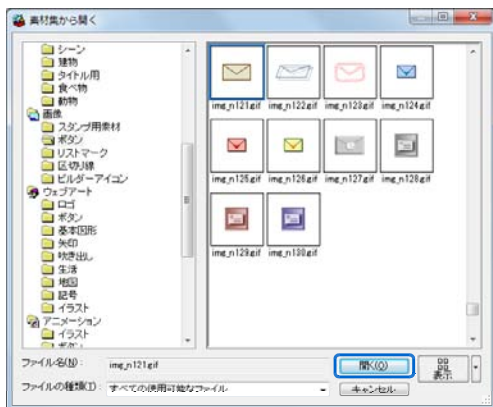 素材集から開く
シーン
建物
タイトル用
食べ物
動物
画像
スタンプ用素材
ボタン
リストマーク
区切り線
ビルダーアイコン
ウェブアート
ロゴ
ボタン
基本図形
矢印
吹き出し
生活
地図
記号
イラスト
アニメーション
イラスト
ボタン
img_n121.gif img_n122.gif img_n123.gif img_n124.gif
img_n125.gif img_n126.gif img_n127.gif img_n128.gif
img_n129.gif img_n130.gif
ファイル名(N): img_n121.gif
開く(O)
表示
ファイルの種類(T): すべての使用可能なファイル
キャンセル